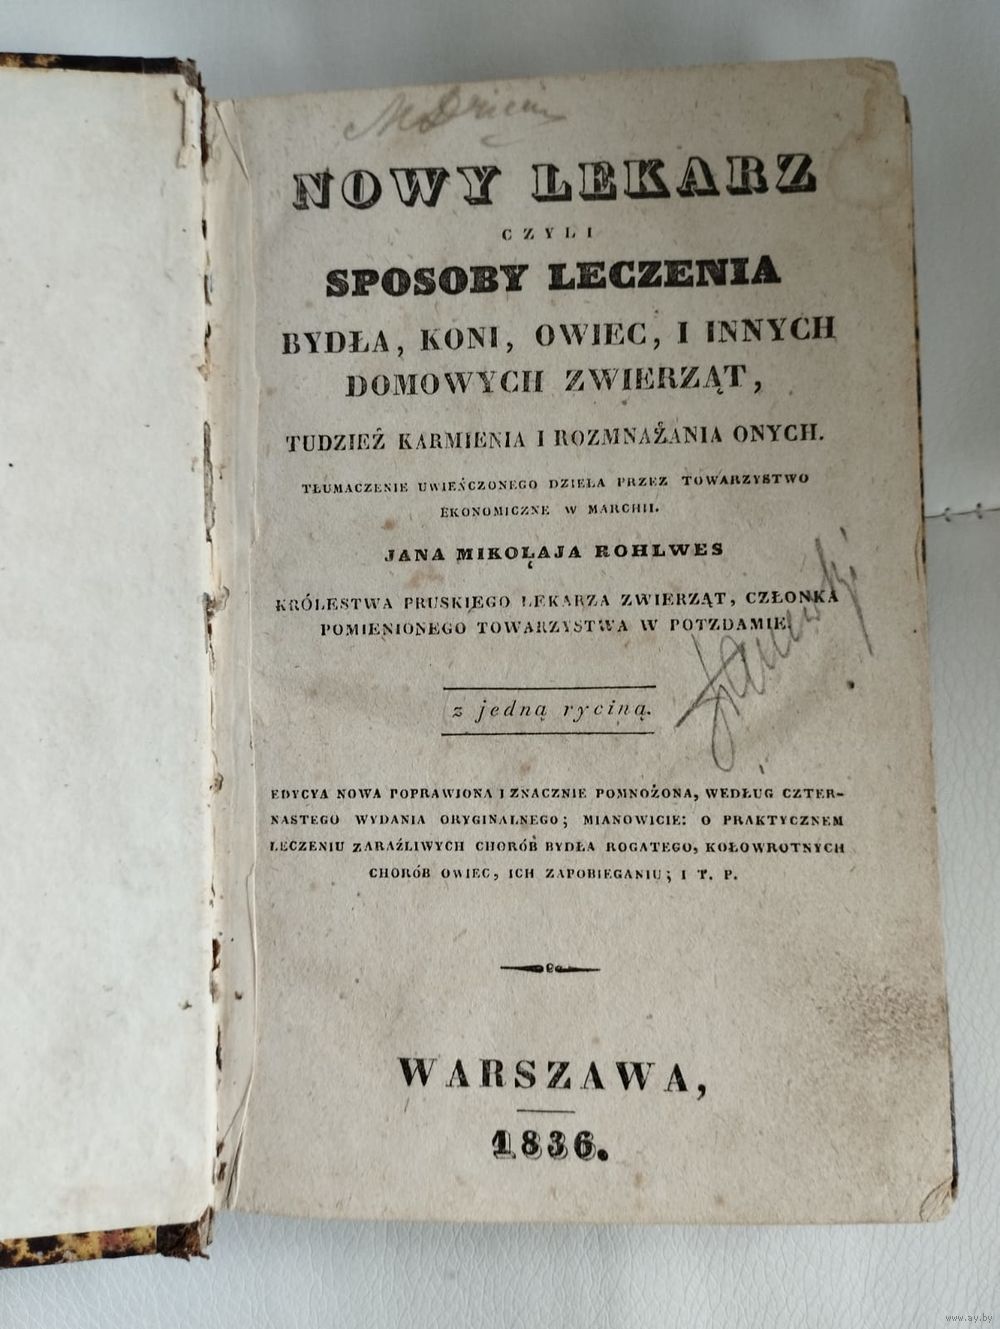 NOWY LEKARZ
CZYLI
SPOSOBY LECZENIA
BYDŁA, KONI, OWIEC, I INNYCH
DOMOWYCH ZWIERZĄT,
TUDZIEŻ KARMIENIA I ROZMNAŻANIA ONYCH.
TŁUMACZENIE UWIEŃCZONEGO DZIEŁA PRZEZ TOWARZYSTWO
EKONOMICZNE W MARCHII.
JANA MIKOŁAJA ROHLWES
KRÓLESTWA PRUSKIEGO LEKARZA ZWIERZĄT, CZŁONKA
POMIENIONEGO TOWARZYSTWA W POTZDAMIE.
z jedną ryciną.
EDYCYA NOWA POPRAWIONA I ZNACZNIE POMNOŻONA, WEDŁUG CZTER-
NASTEGO WYDANIA ORYGINALNEGO; MIANOWICIE: O PRAKTYCZNEM
LECZENIU ZARAŹLIWYCH CHORÓB BYDŁA ROGATEGO, KOŁOWROTNYCH
CHORÓB OWIEC, ICH ZAPOBIEGANIU; I T. P.
WARSZAWA,
1836.
www.ay.by